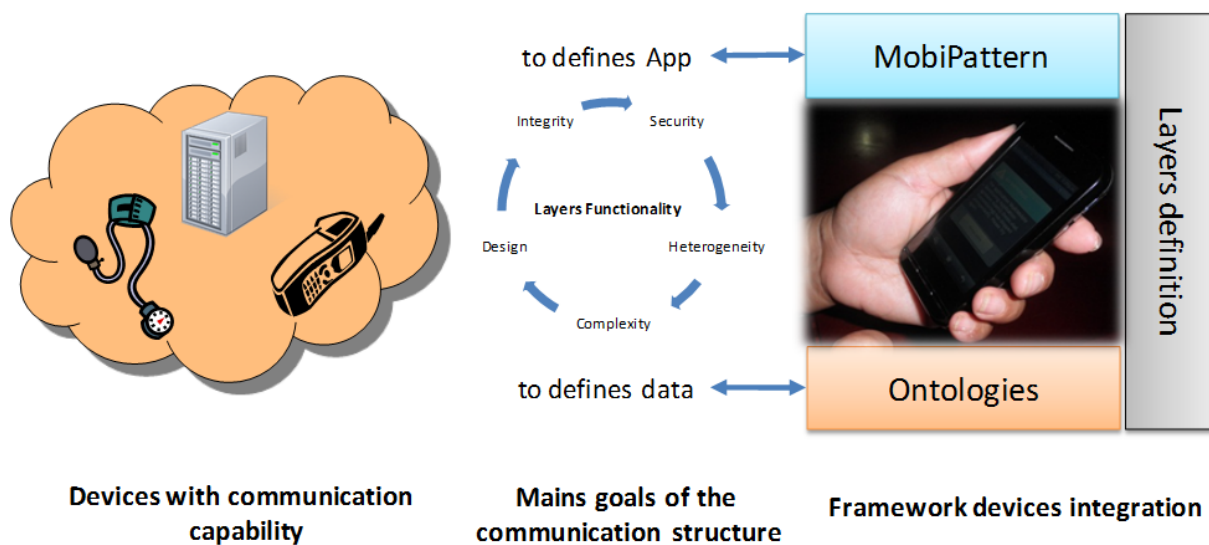 to defines App
MobiPattern
Integrity
Security
Layers Functionality
Design
Heterogeneity
Complexity
to defines data
Ontologies
Layers definition
Devices with communication
capability
Mains goals of the
communication structure
Framework devices integration